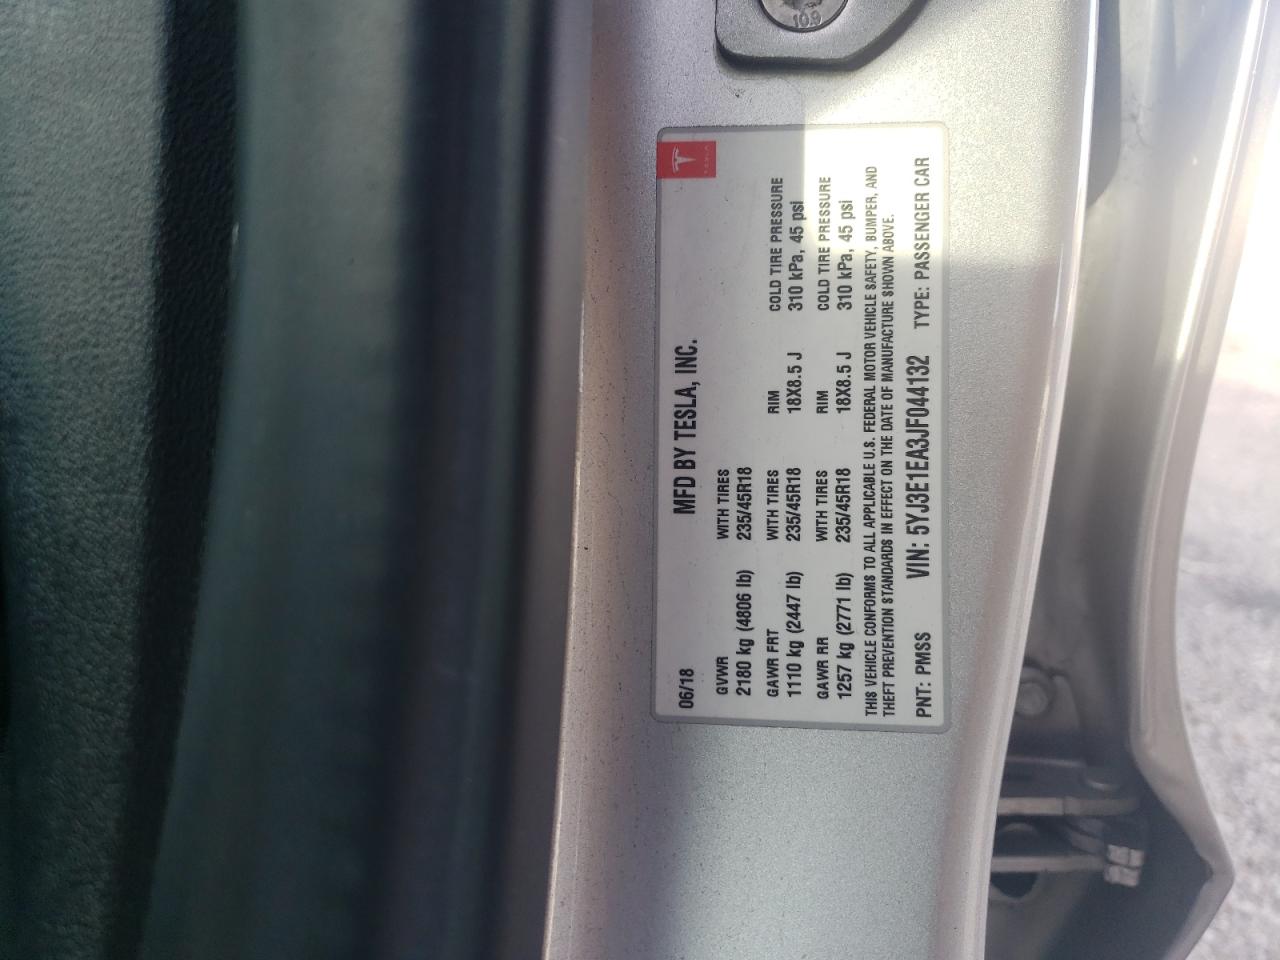 10.9
TESLA
06/18 MFD BY TESLA, INC.
GVWR WITH TIRES
2180 kg (4806 lb) 235/45R18
GAWR FRT WITH TIRES RIM COLD TIRE PRESSURE
1110 kg (2447 lb) 235/45R18 18X8.5 J 310 kPa, 45 psi
GAWR RR WITH TIRES RIM COLD TIRE PRESSURE
1257 kg (2771 lb) 235/45R18 18X8.5 J 310 kPa, 45 psi
THIS VEHICLE CONFORMS TO ALL APPLICABLE U.S. FEDERAL MOTOR VEHICLE SAFETY, BUMPER, AND
THEFT PREVENTION STANDARDS IN EFFECT ON THE DATE OF MANUFACTURE SHOWN ABOVE.
PNT: PMSS VIN: 5YJ3E1EA3JF044132 TYPE: PASSENGER CAR